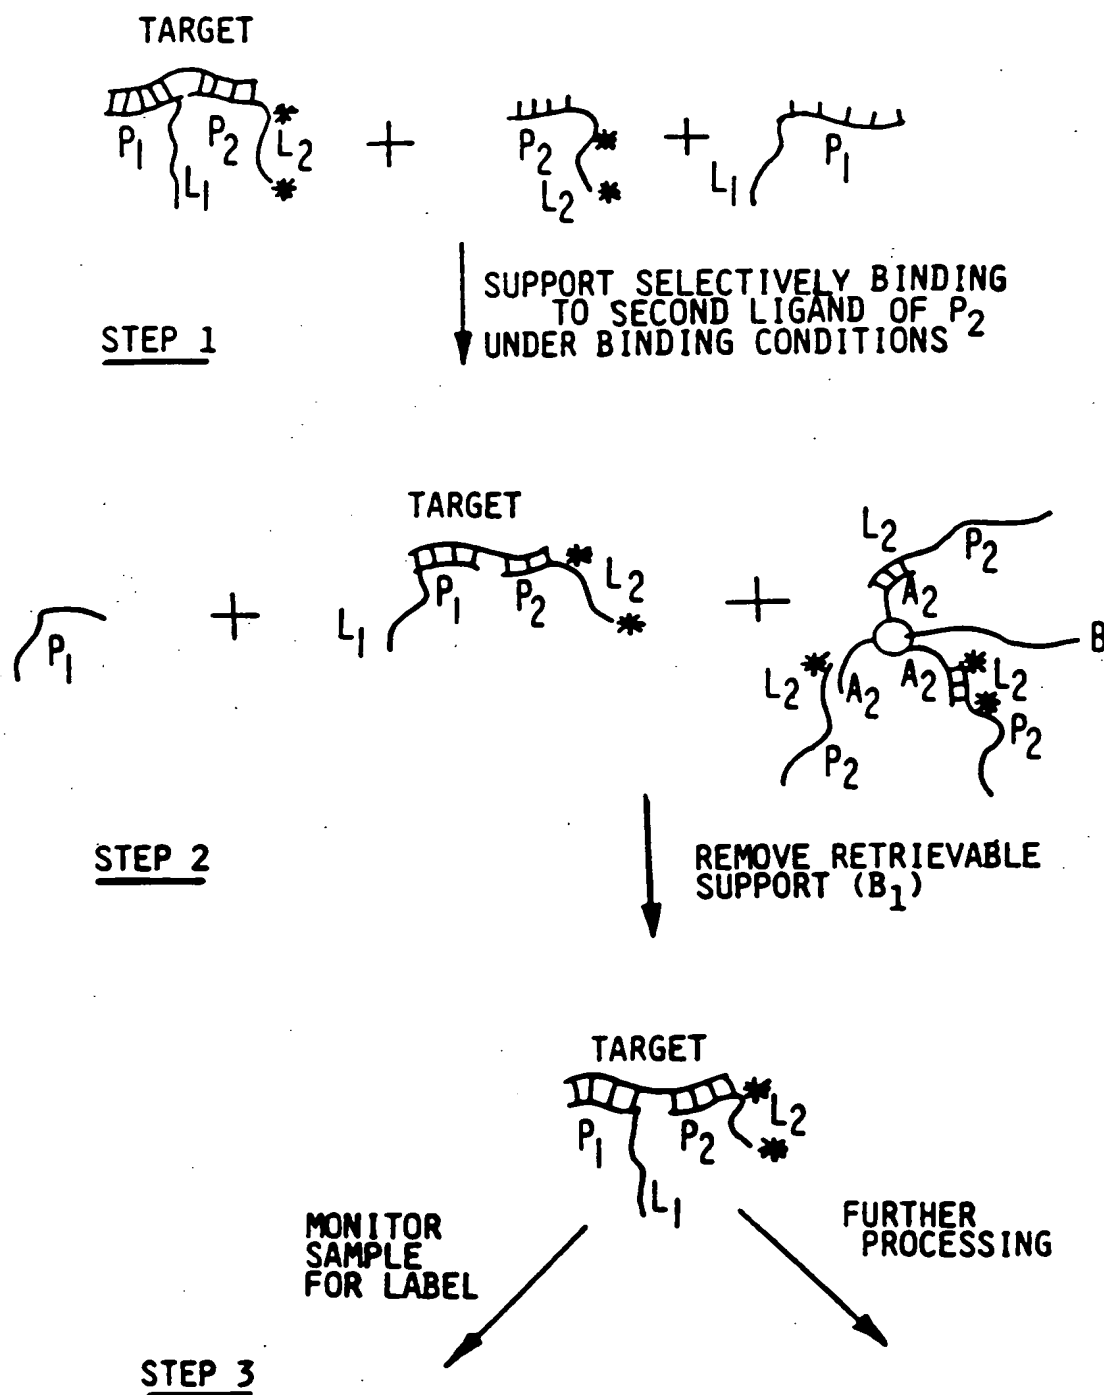 TARGET
P1 L1 P2 L2
P2 L2
L1 P1
STEP 1
SUPPORT SELECTIVELY BINDING
TO SECOND LIGAND OF P2
UNDER BINDING CONDITIONS
TARGET
P1
L1 P1 P2 L2
L2 P2
A2
B
L2 A2 A2 L2
P2 P2
STEP 2
REMOVE RETRIEVABLE
SUPPORT (B1)
TARGET
P1 P2 L2
L1
MONITOR
SAMPLE
FOR LABEL
FURTHER
PROCESSING
STEP 3